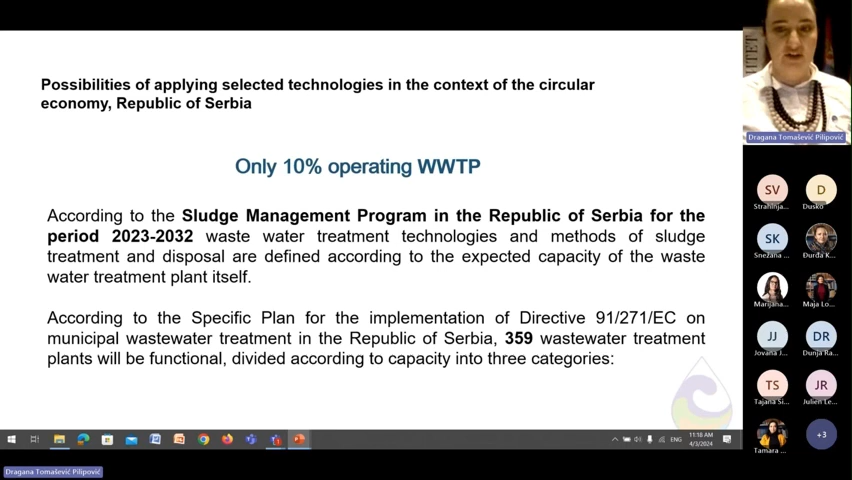 Possibilities of applying selected technologies in the context of the circular
economy, Republic of Serbia
Only 10% operating WWTP
According to the Sludge Management Program in the Republic of Serbia for the
period 2023-2032 waste water treatment technologies and methods of sludge
treatment and disposal are defined according to the expected capacity of the waste
water treatment plant itself.
According to the Specific Plan for the implementation of Directive 91/271/EC on
municipal wastewater treatment in the Republic of Serbia, 359 wastewater treatment
plants will be functional, divided according to capacity into three categories:
ENG
11:18 AM
4/3/2024
Dragana Tomašević Pilipović
Dragana Tomašević Pilipović
SV
D
Strahinja...
Dusko
SK
Snežana ...
Đurđa K...
Marijana...
Maja Lo...
JJ
DR
Jovana J...
Dunja Ra...
TS
JR
Tajana Si...
Julien Le...
+3
Tamara ...